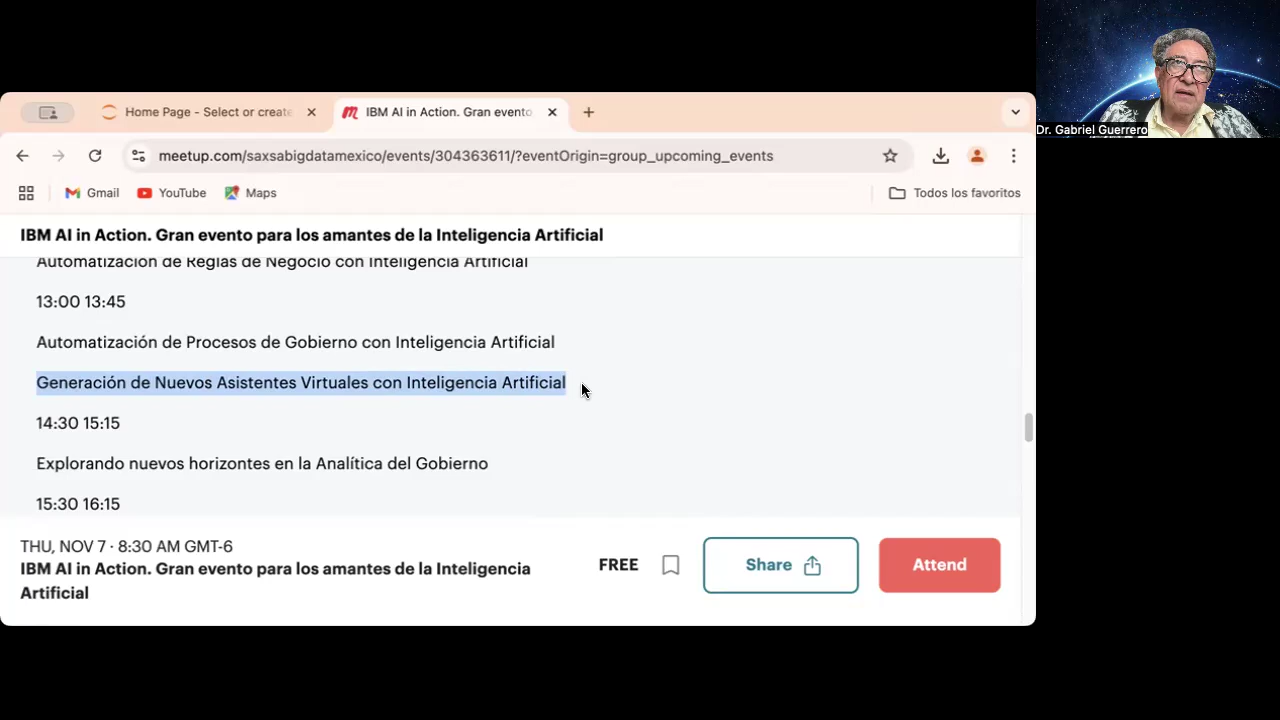 Dr. Gabriel Guerrero
Home Page - Select or create
IBM AI in Action. Gran evento
meetup.com/saxsabigdatamexico/events/304363611/?eventOrigin=group_upcoming_events
Gmail
YouTube
Maps
Todos los favoritos
IBM AI in Action. Gran evento para los amantes de la Inteligencia Artificial
Automatización de Reglas de Negocio con Inteligencia Artificial
13:00 13:45
Automatización de Procesos de Gobierno con Inteligencia Artificial
Generación de Nuevos Asistentes Virtuales con Inteligencia Artificial
14:30 15:15
Explorando nuevos horizontes en la Analítica del Gobierno
15:30 16:15
THU, NOV 7 · 8:30 AM GMT-6
IBM AI in Action. Gran evento para los amantes de la Inteligencia
Artificial
FREE
Share
Attend